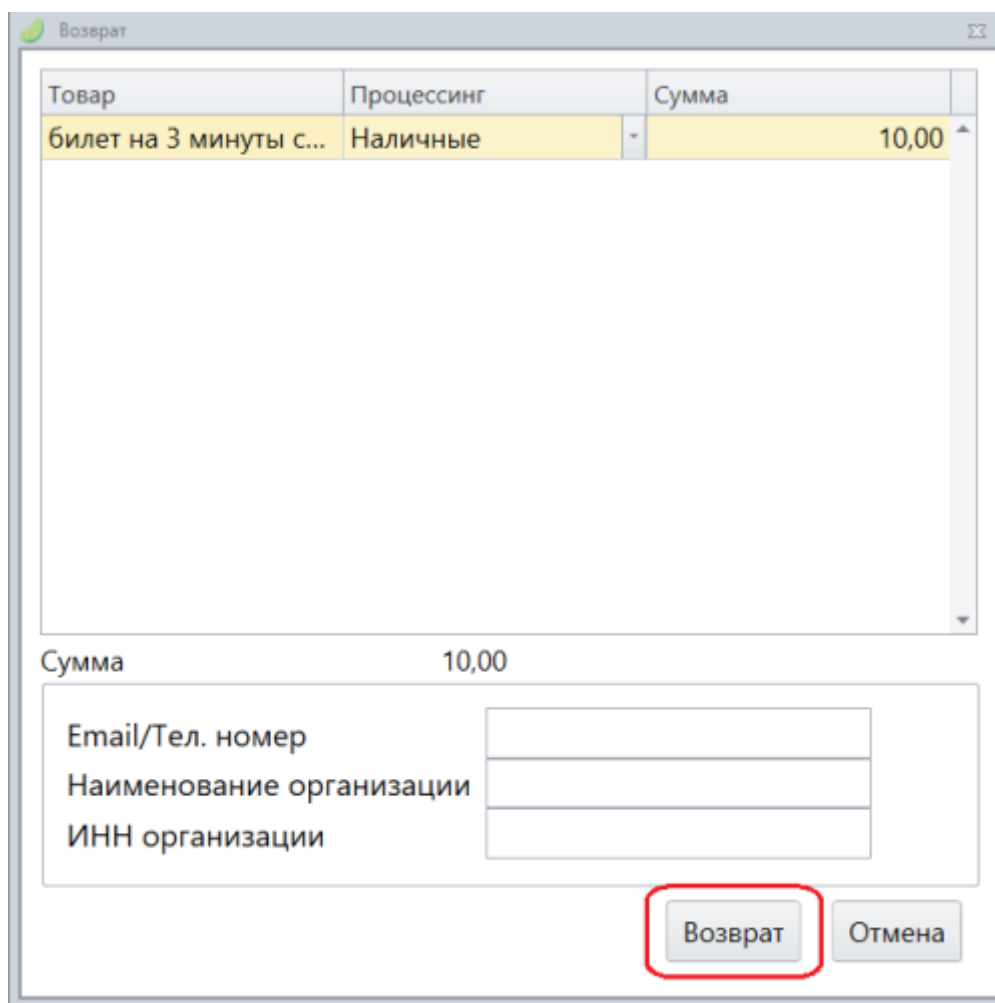 Возврат
Товар Процессинг Сумма
билет на 3 минуты с... Наличные 10,00
Сумма 10,00
Email/Тел. номер
Наименование организации
ИНН организации
Возврат Отмена